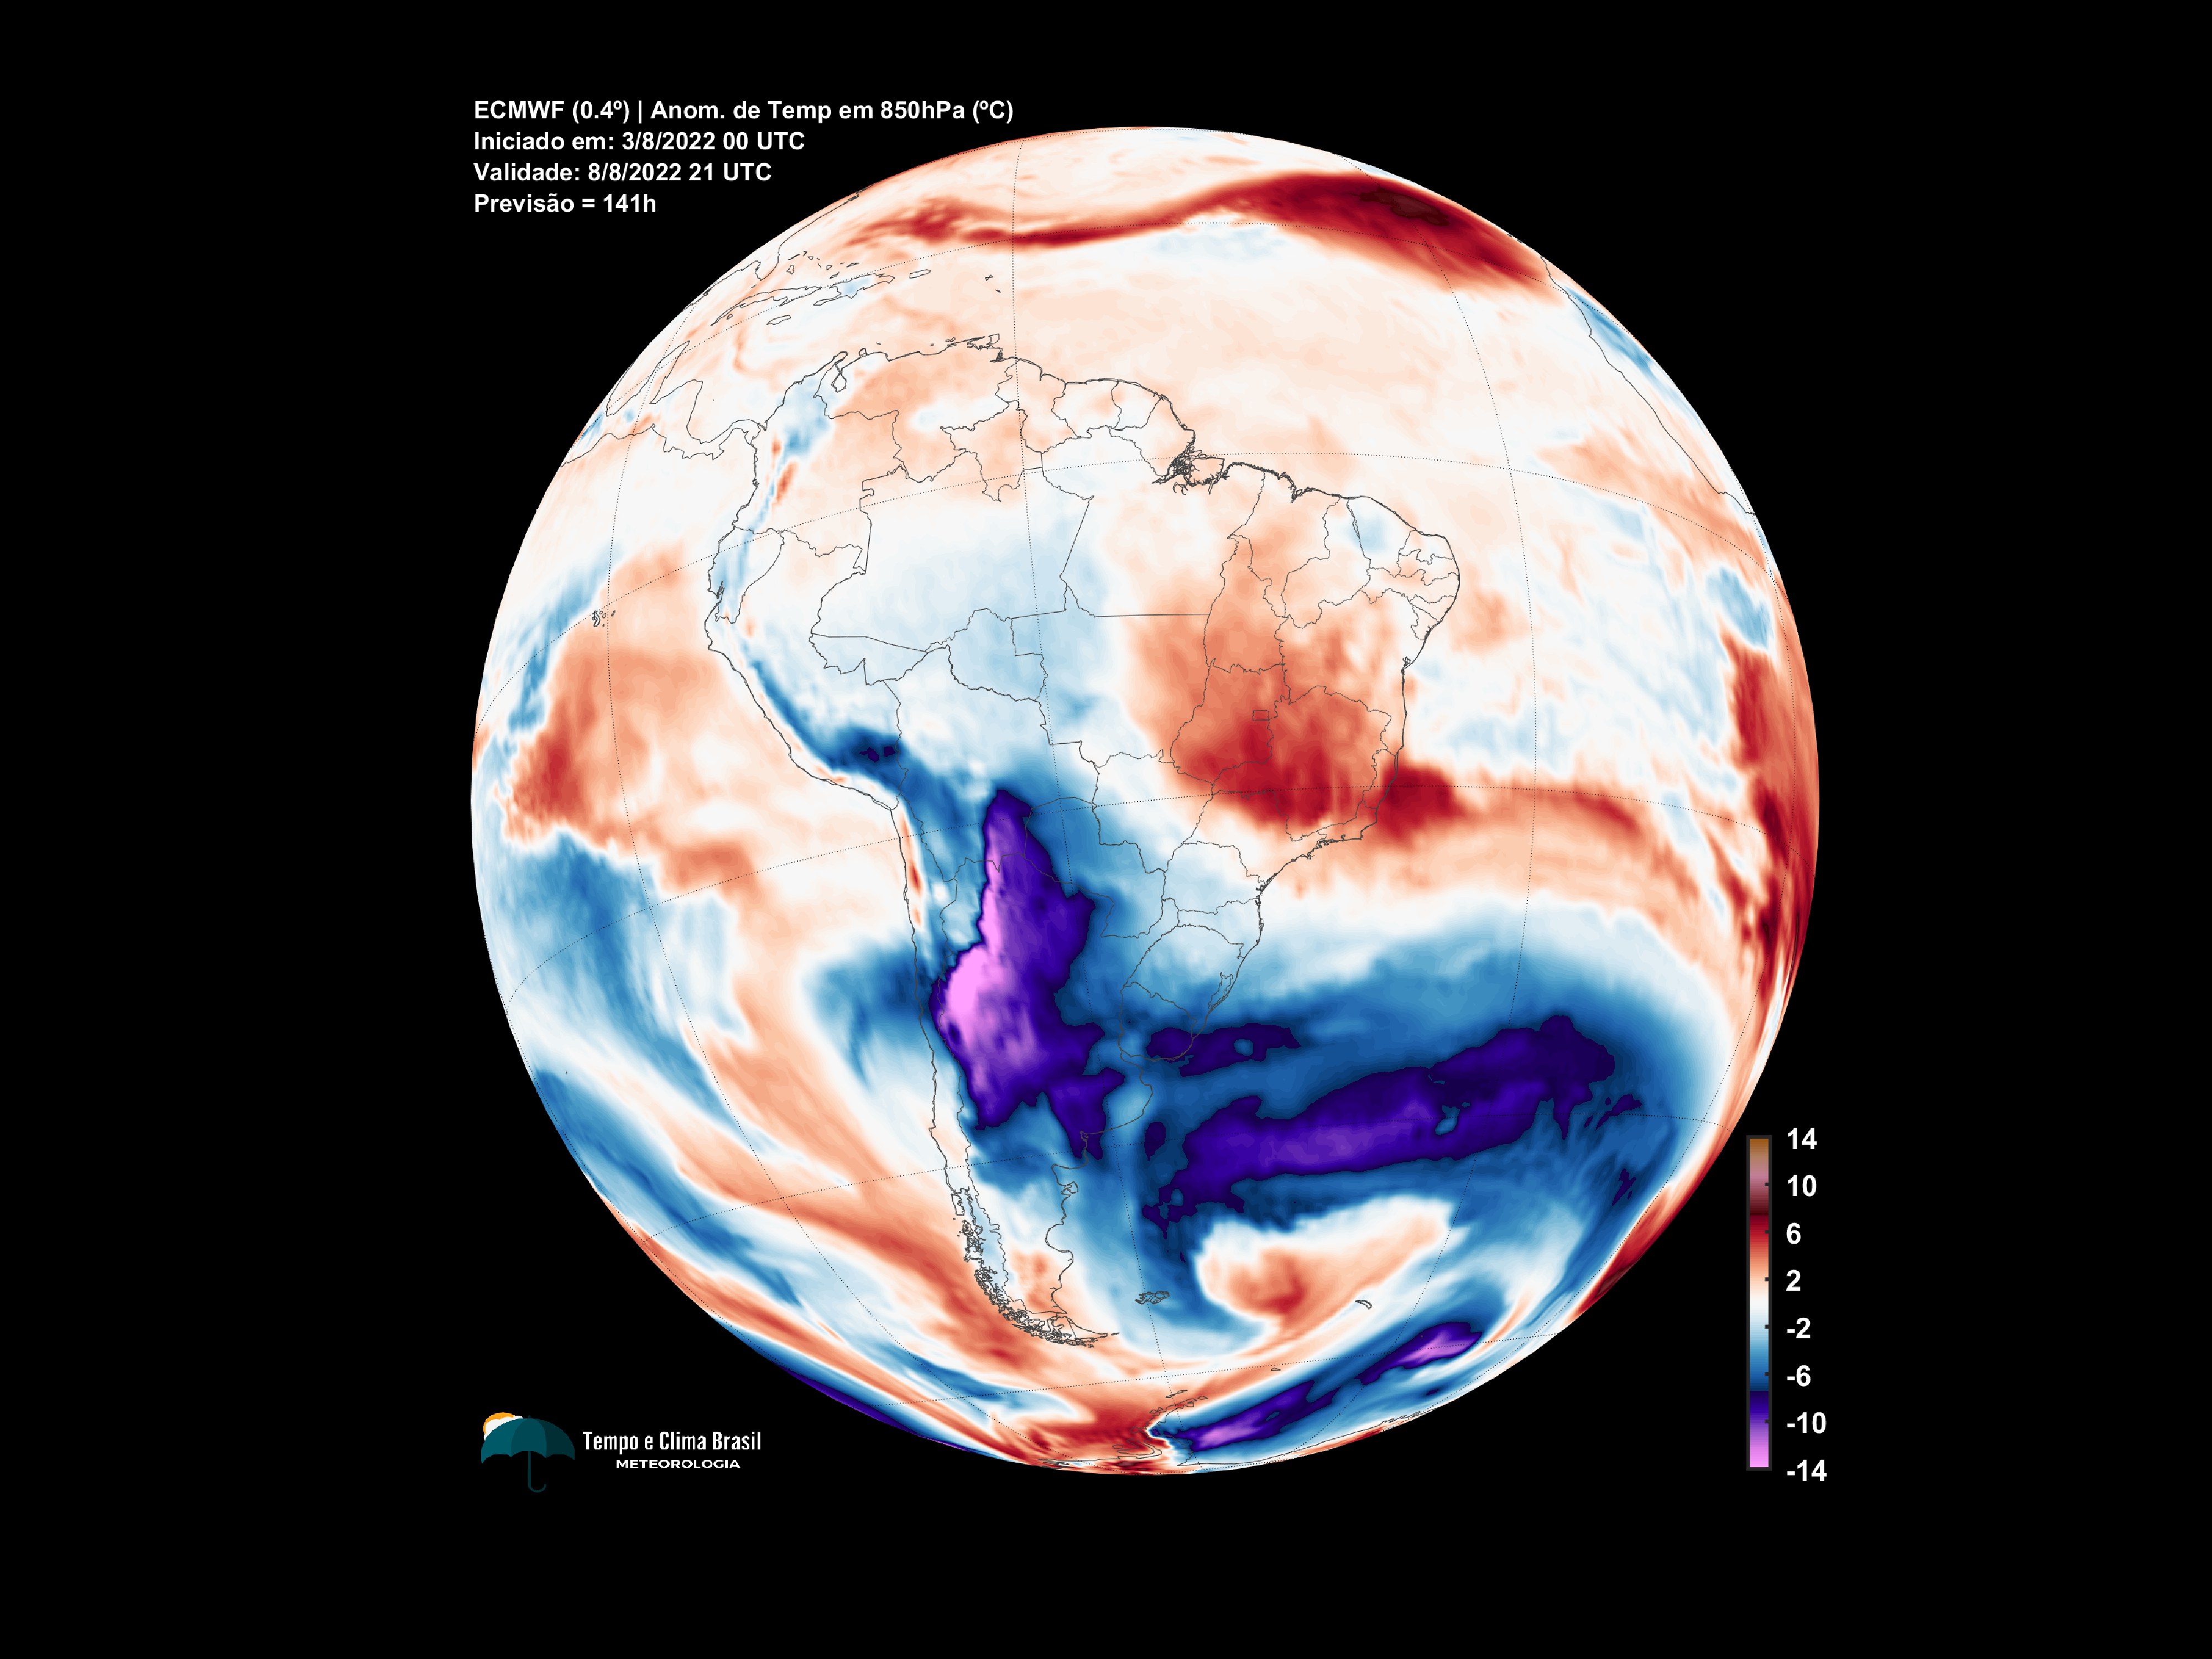 ECMWF (0.4º) | Anom. de Temp em 850hPa (ºC)
Iniciado em: 3/8/2022 00 UTC
Validade: 8/8/2022 21 UTC
Previsão = 141h
14
10
6
2
-2
-6
-10
-14
Tempo e Clima Brasil
METEOROLOGIA